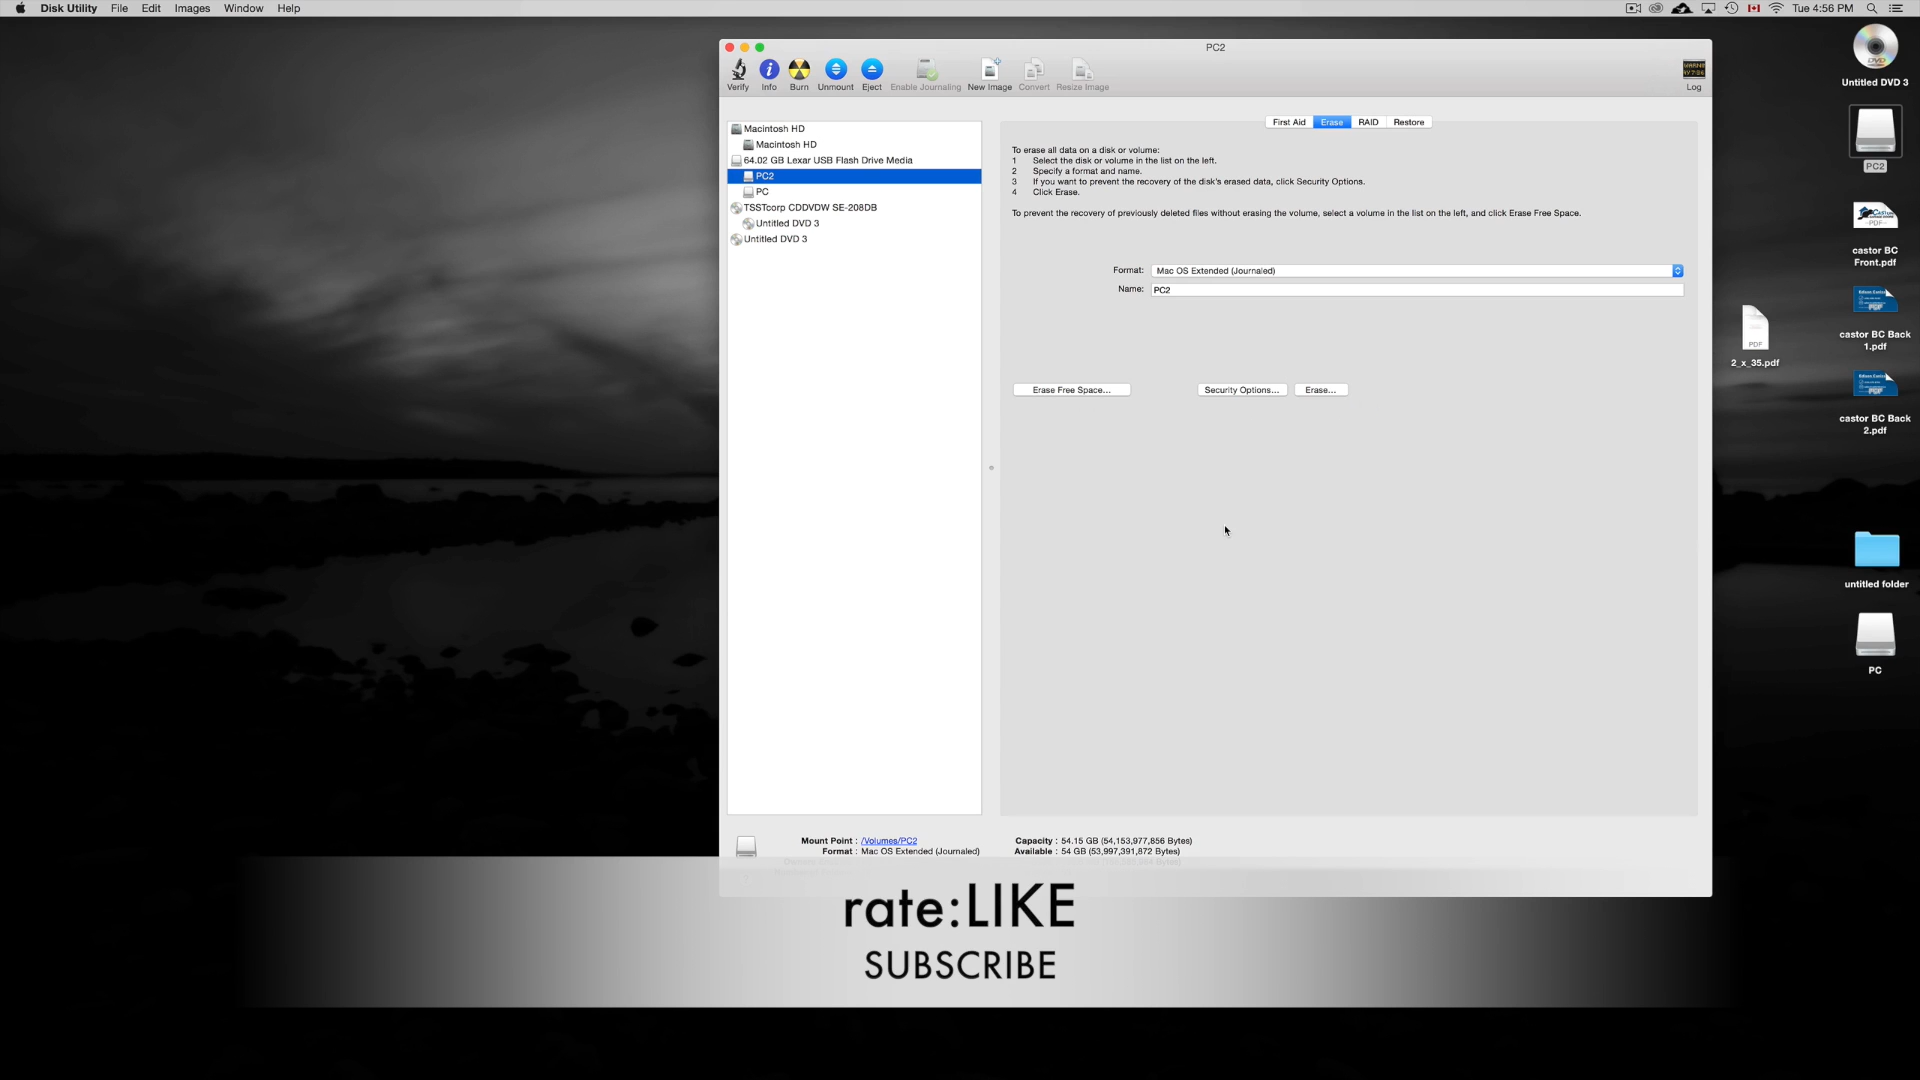 Disk Utility File Edit Images Window Help
Tue 4:56 PM
PC2
Verify Info Burn Unmount Eject Enable Journaling New Image Convert Resize Image
Log
Macintosh HD
Macintosh HD
64.02 GB Lexar USB Flash Drive Media
PC2
PC
TSSTcorp CDDVDW SE-208DB
Untitled DVD 3
Untitled DVD 3
First Aid Erase RAID Restore
To erase all data on a disk or volume:
1 Select the disk or volume in the list on the left.
2 Specify a format and name.
3 If you want to prevent the recovery of the disk's erased data, click Security Options.
4 Click Erase.
To prevent the recovery of previously deleted files without erasing the volume, select a volume in the list on the left, and click Erase Free Space.
Format: Mac OS Extended (Journaled)
Name: PC2
Erase Free Space... Security Options... Erase...
Mount Point : /Volumes/PC2
Format : Mac OS Extended (Journaled)
Capacity : 54.15 GB (54,153,977,856 Bytes)
Available : 54 GB (53,997,391,872 Bytes)
DVD
Untitled DVD 3
PC2
PDF
castor BC
Front.pdf
castor BC Back
1.pdf
PDF
2_x_35.pdf
castor BC Back
2.pdf
untitled folder
PC
rate:LIKE
SUBSCRIBE